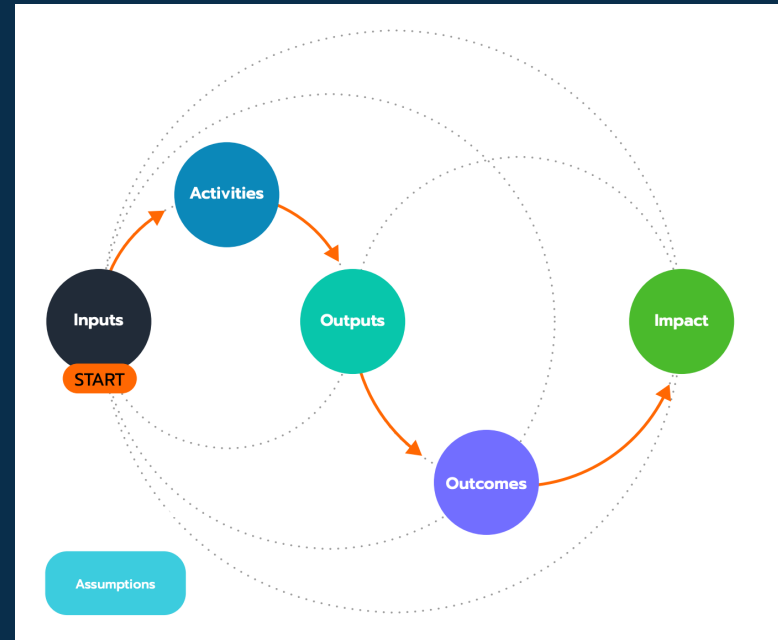 Activities
Inputs
START
Outputs
Impact
Outcomes
Assumptions